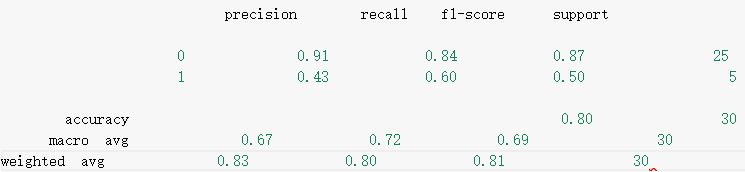 precision recall f1-score support
0 0.91 0.84 0.87 25
1 0.43 0.60 0.50 5
accuracy 0.80 30
macro avg 0.67 0.72 0.69 30
weighted avg 0.83 0.80 0.81 30